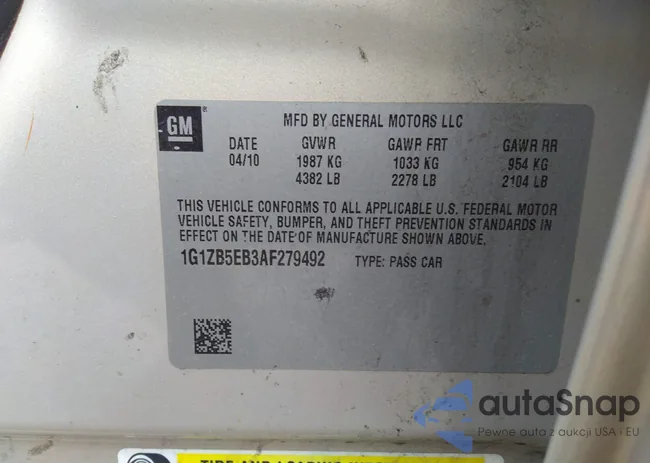 GM
MFD BY GENERAL MOTORS LLC
DATE GVWR GAWR FRT GAWR RR
04/10 1987 KG 1033 KG 954 KG
4382 LB 2278 LB 2104 LB
THIS VEHICLE CONFORMS TO ALL APPLICABLE U.S. FEDERAL MOTOR
VEHICLE SAFETY, BUMPER, AND THEFT PREVENTION STANDARDS IN
EFFECT ON THE DATE OF MANUFACTURE SHOWN ABOVE.
1G1ZB5EB3AF279492 TYPE: PASS CAR
autaSnap
Pewne auta z aukcji USA - EU
TIRE AND LOADING